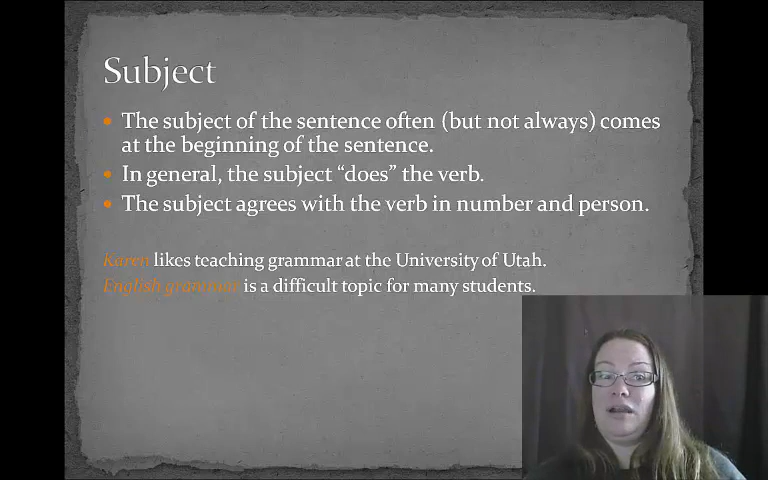 Subject
The subject of the sentence often (but not always) comes
at the beginning of the sentence.
In general, the subject “does” the verb.
The subject agrees with the verb in number and person.
Karen likes teaching grammar at the University of Utah.
English grammar is a difficult topic for many students.